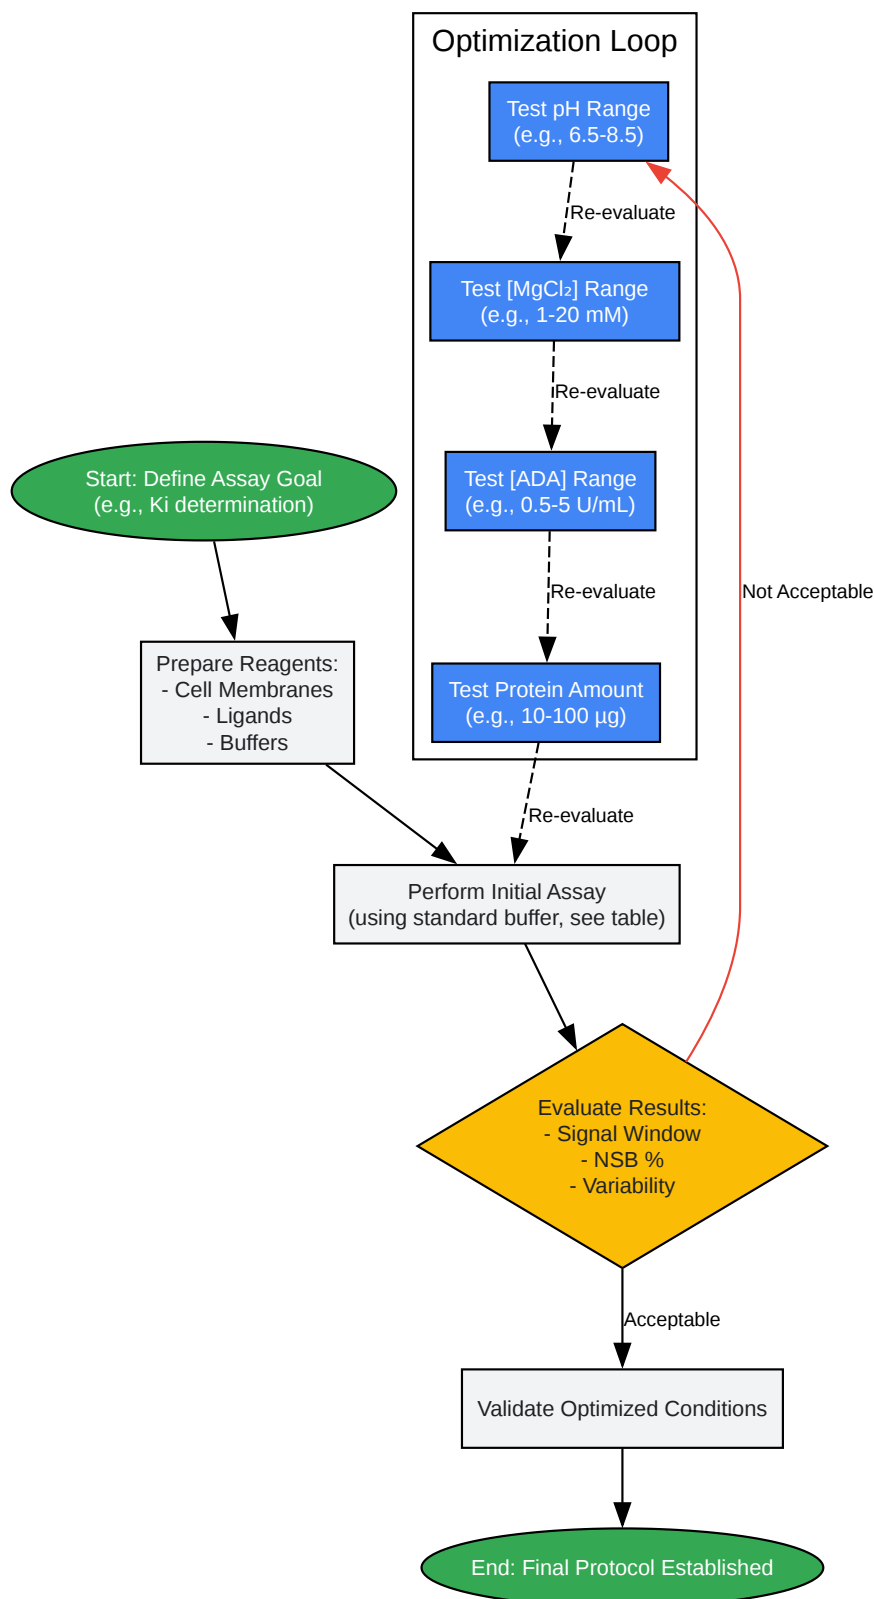 Optimization Loop
Test pH Range
(e.g., 6.5-8.5)
Re-evaluate
Test [MgCl₂] Range
(e.g., 1-20 mM)
Re-evaluate
Test [ADA] Range
(e.g., 0.5-5 U/mL)
Start: Define Assay Goal
(e.g., Ki determination)
Re-evaluate
Not Acceptable
Prepare Reagents:
- Cell Membranes
- Ligands
- Buffers
Test Protein Amount
(e.g., 10-100 µg)
Re-evaluate
Perform Initial Assay
(using standard buffer, see table)
Evaluate Results:
- Signal Window
- NSB %
- Variability
Acceptable
Validate Optimized Conditions
End: Final Protocol Established